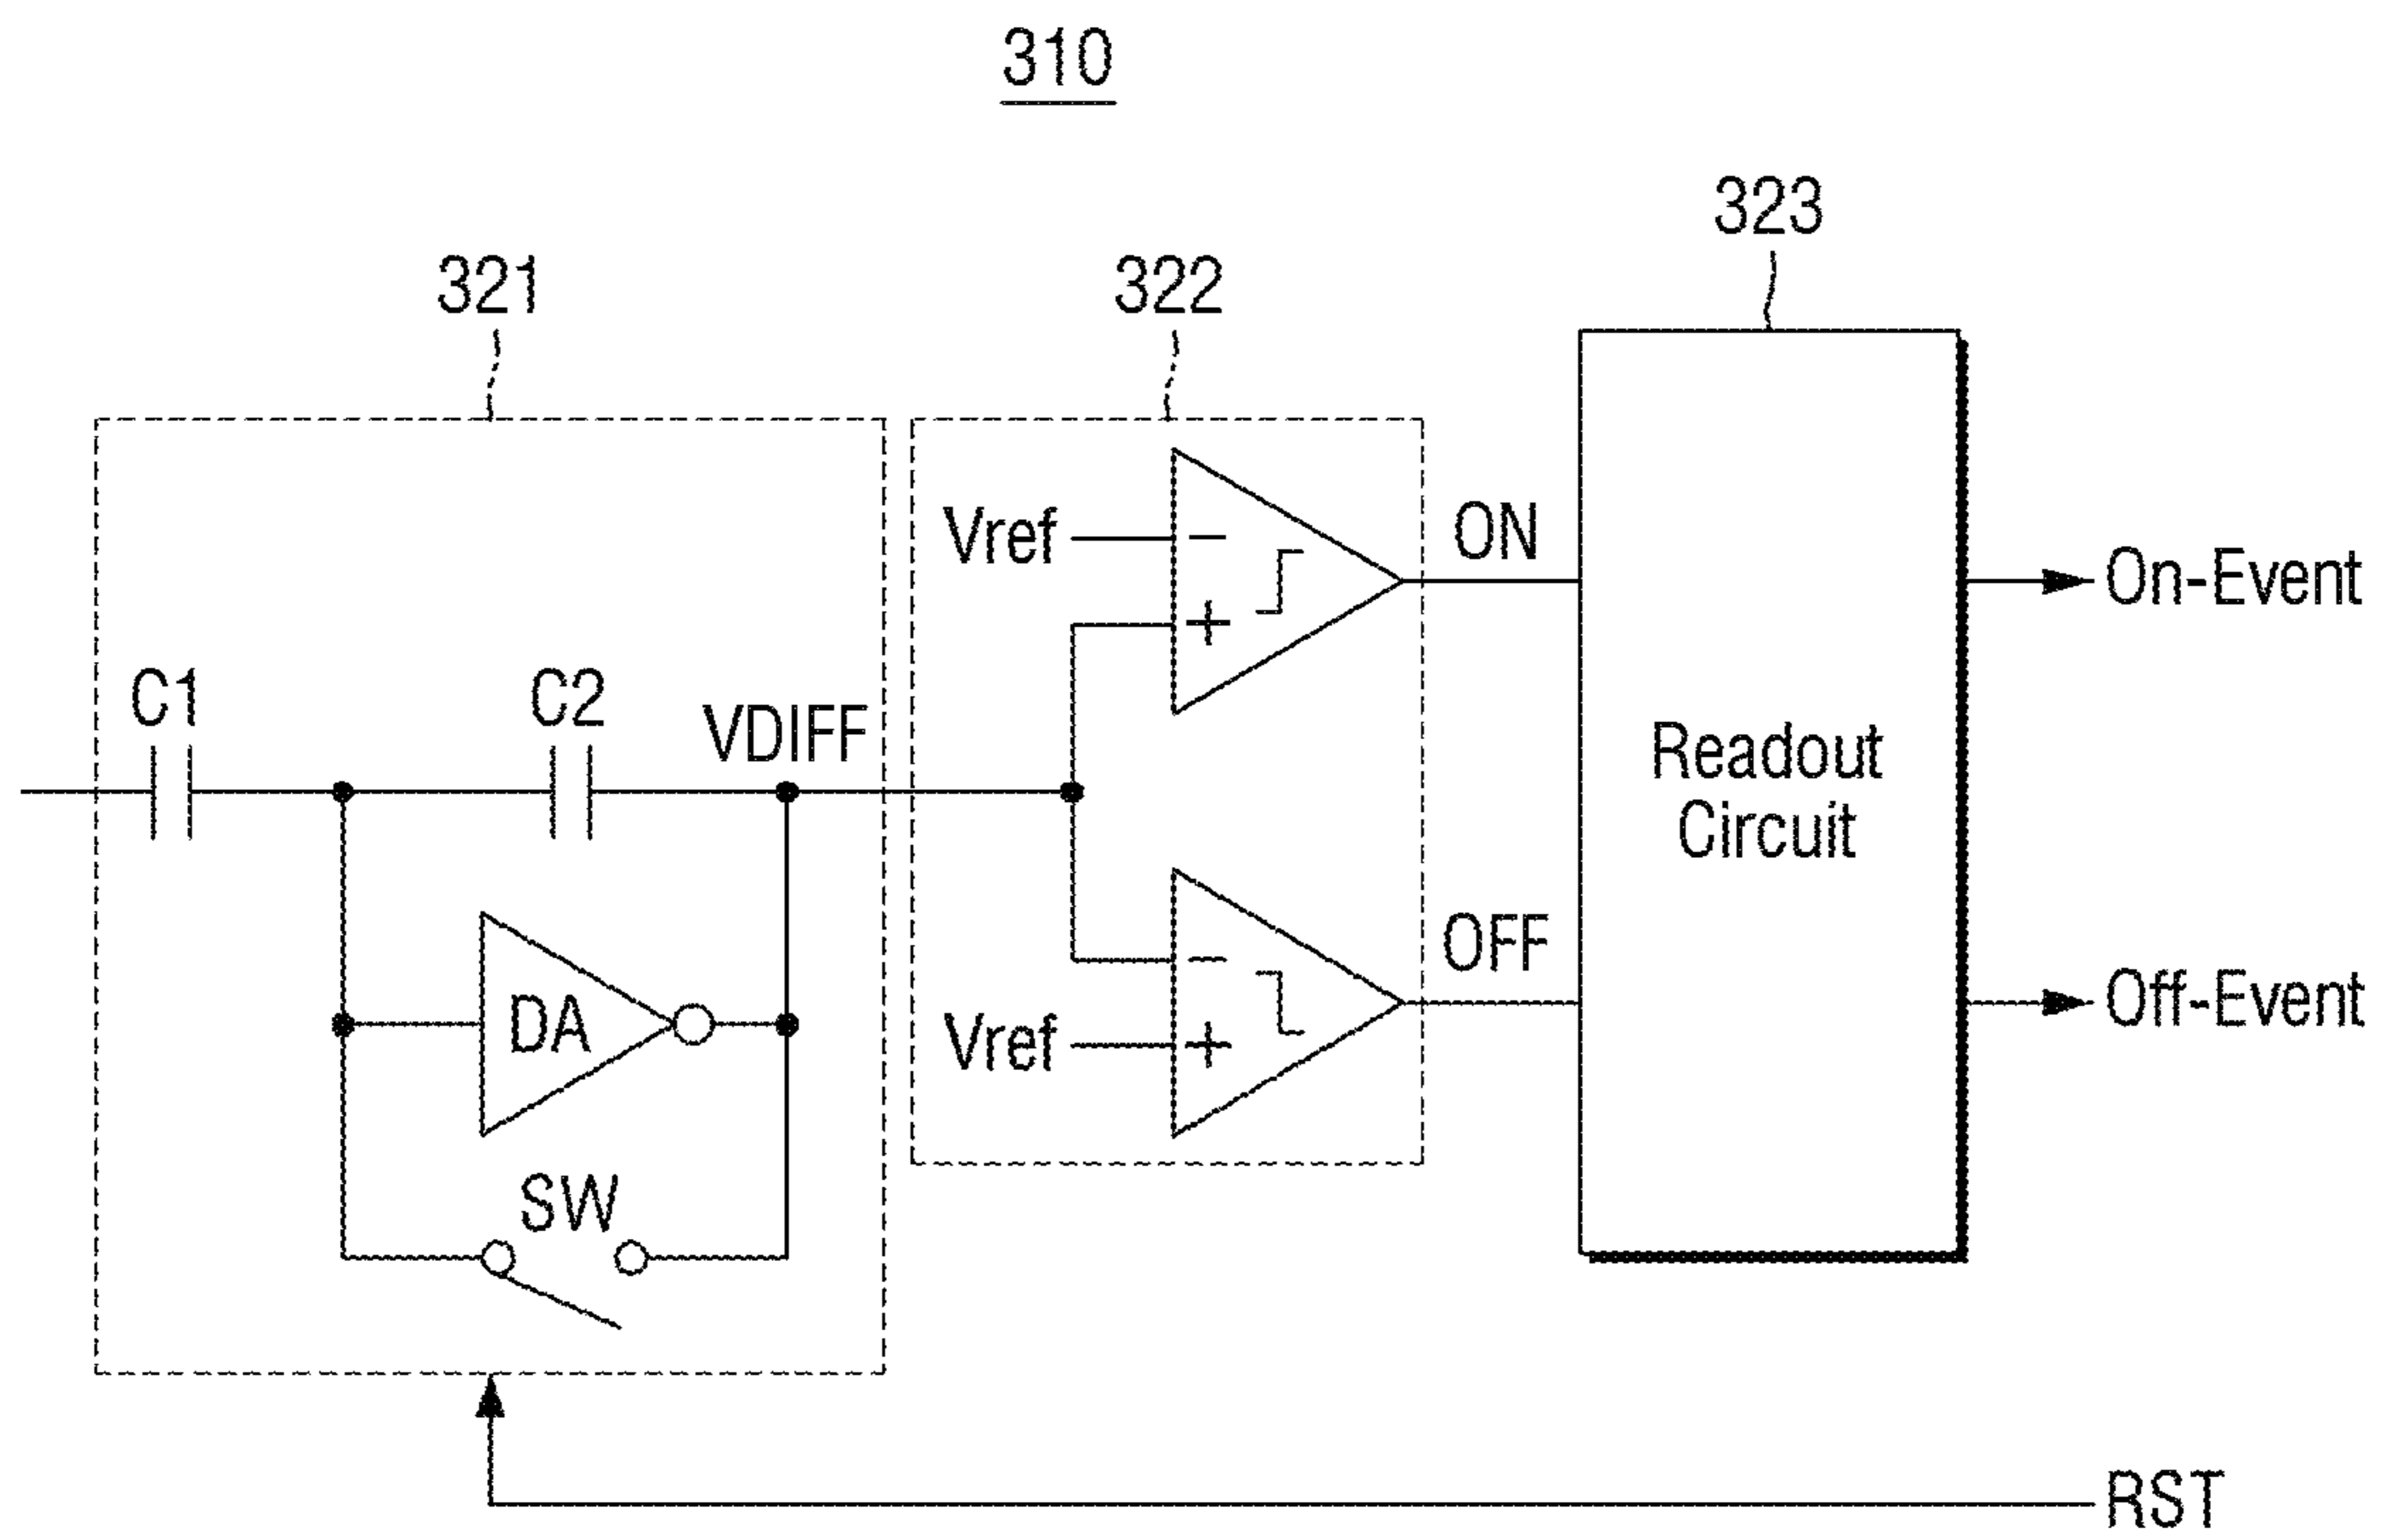 310
323
321
322
Vref
−
+
ON
On-Event
C1
C2
VDIFF
Readout
Circuit
−
OFF
Off-Event
DA
Vref
+
SW
RST